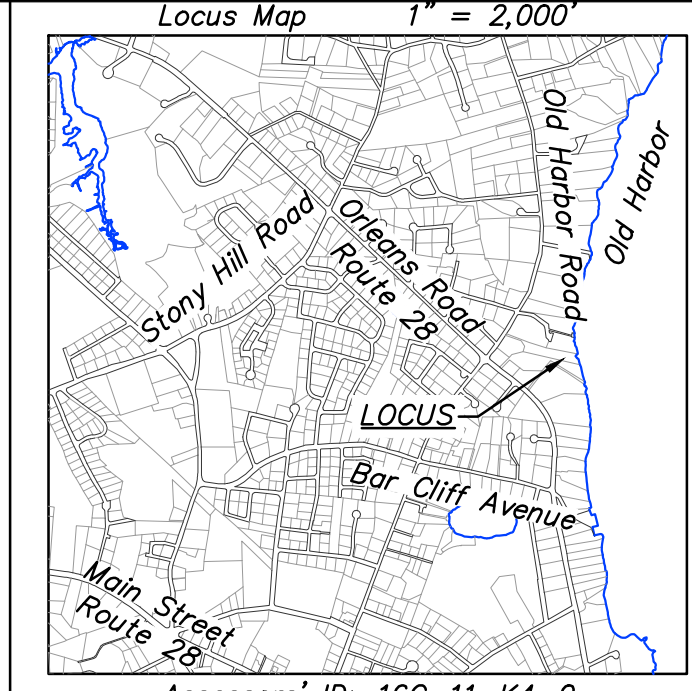 Locus Map 1" = 2,000'
Old Harbor Road
Old Harbor
Stony Hill Road
Orleans Road
Route 28
LOCUS
Bar Cliff Avenue
Main Street
Route 28